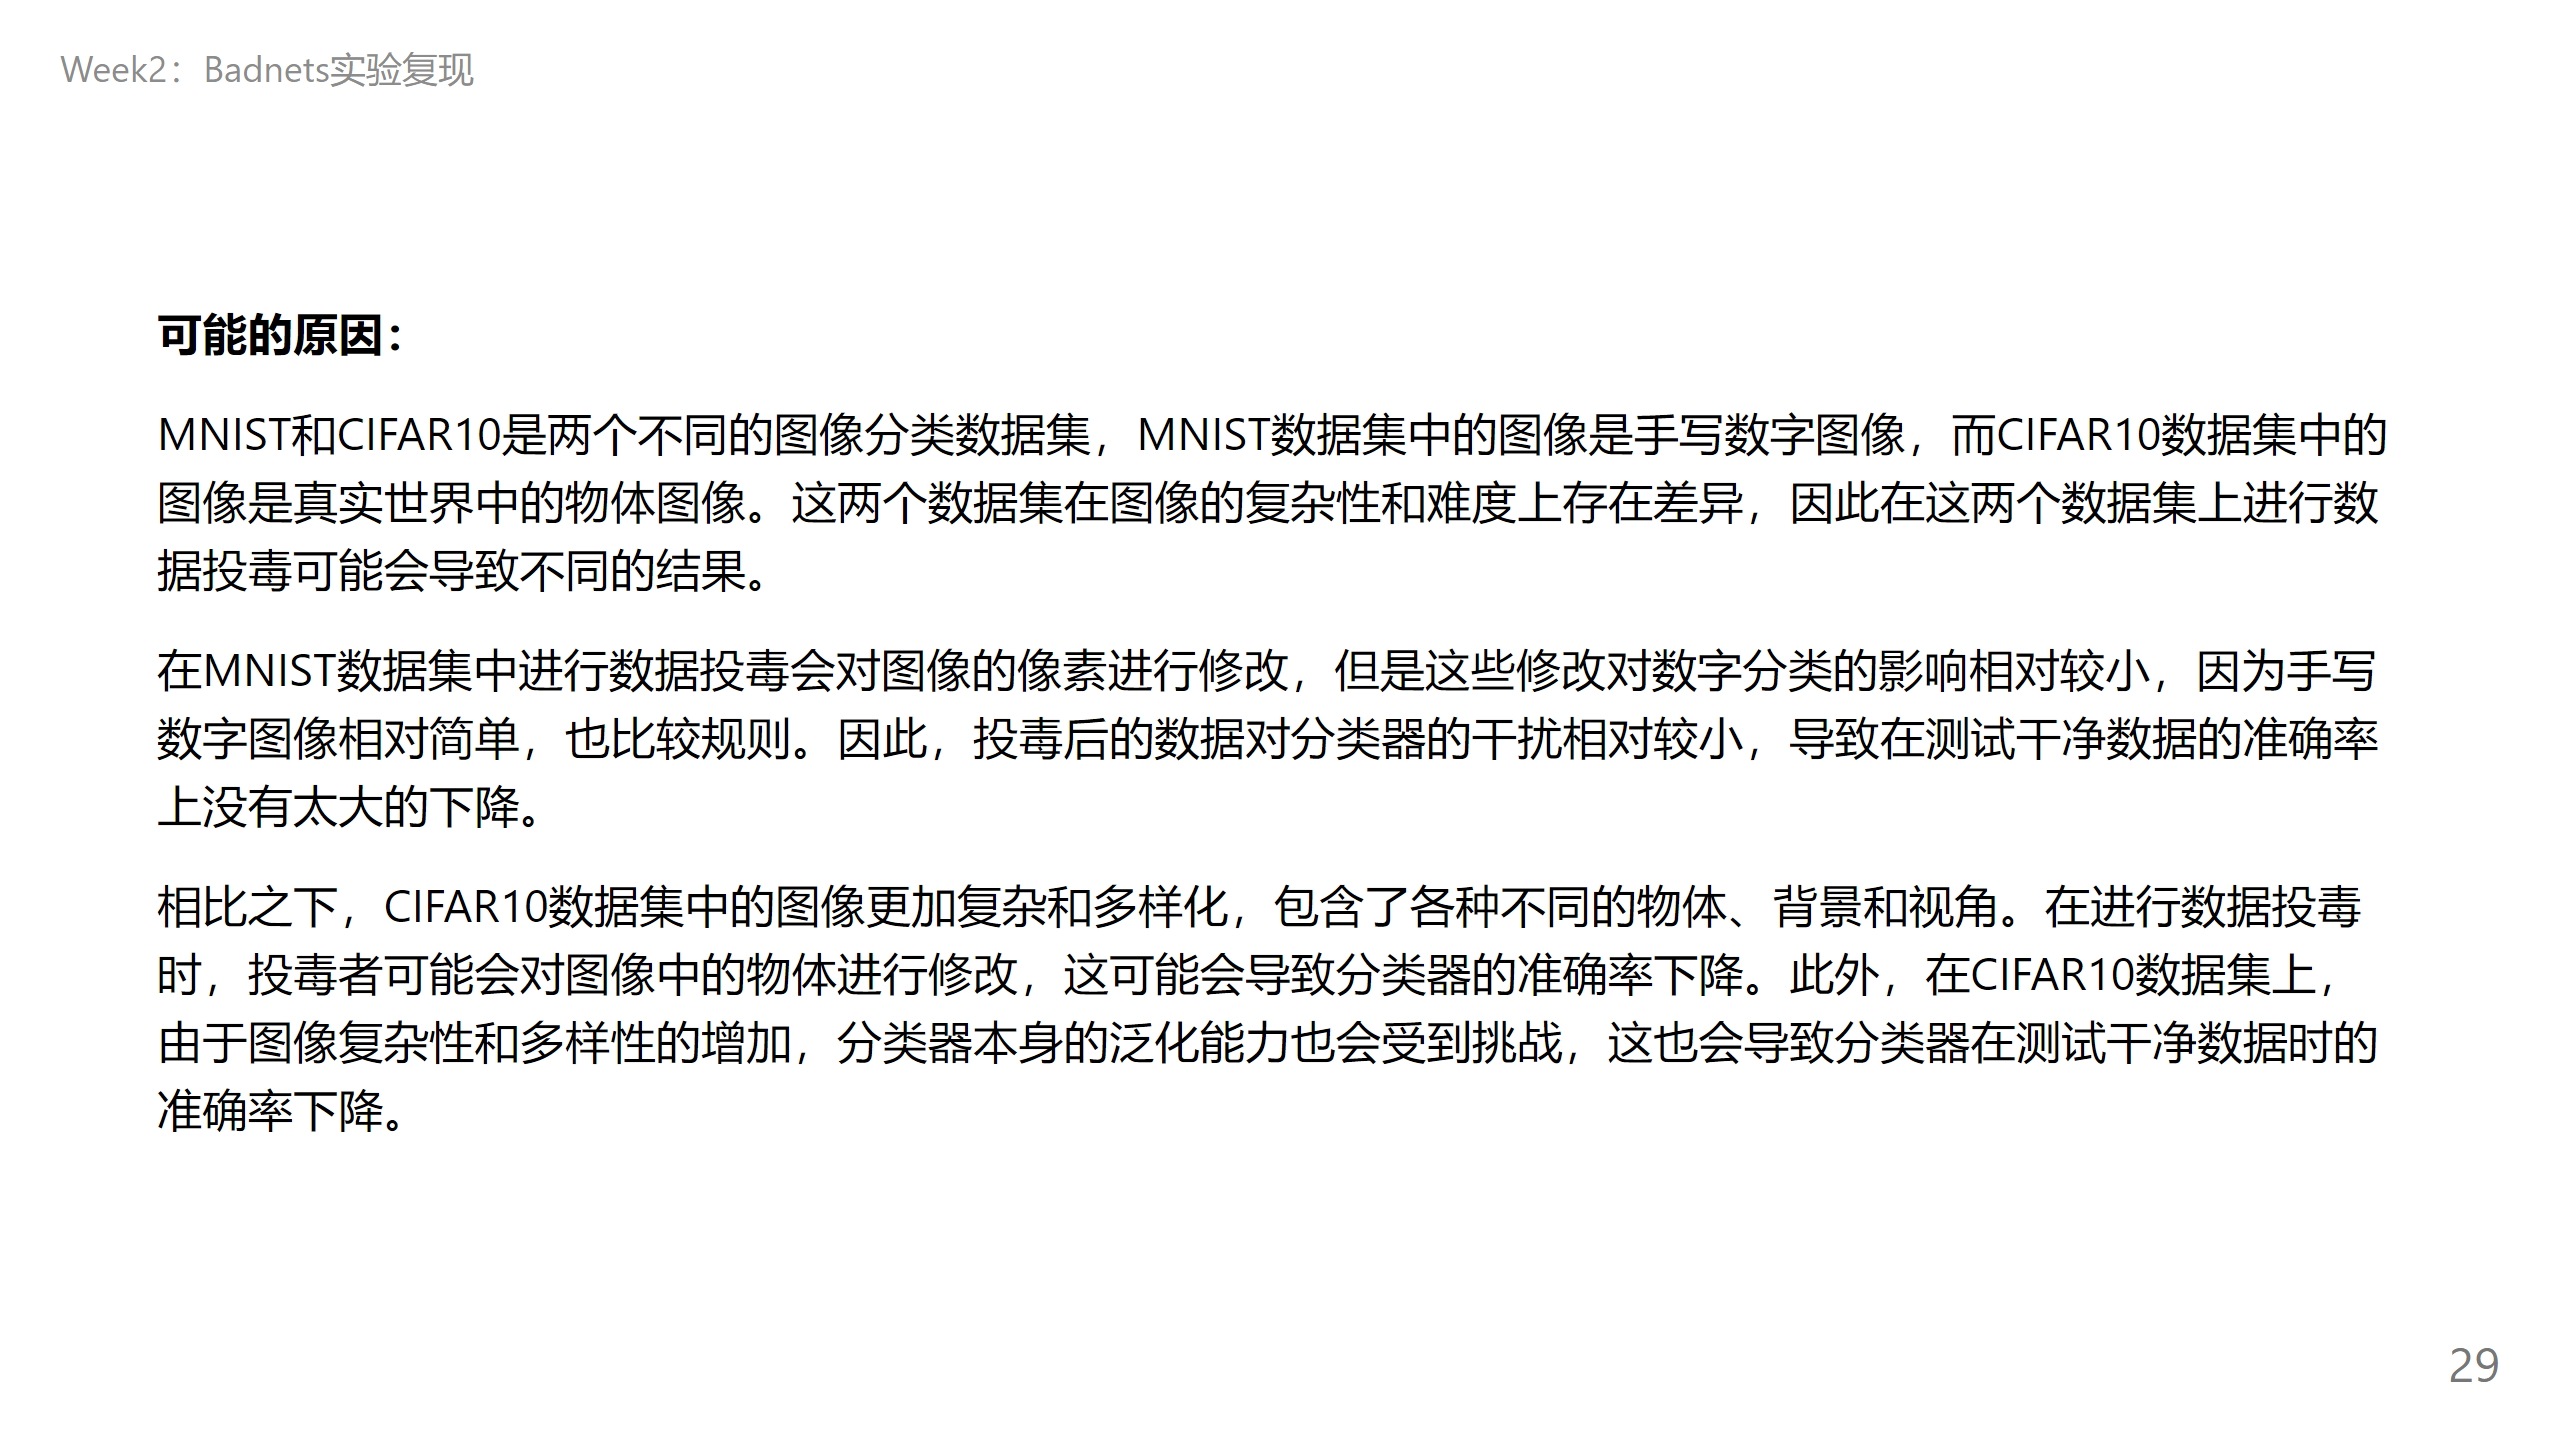 Week2：Badnets实验复现
可能的原因：
MNIST和CIFAR10是两个不同的图像分类数据集，MNIST数据集中的图像是手写数字图像，而CIFAR10数据集中的
图像是真实世界中的物体图像。这两个数据集在图像的复杂性和难度上存在差异，因此在这两个数据集上进行数
据投毒可能会导致不同的结果。
在MNIST数据集中进行数据投毒会对图像的像素进行修改，但是这些修改对数字分类的影响相对较小，因为手写
数字图像相对简单，也比较规则。因此，投毒后的数据对分类器的干扰相对较小，导致在测试干净数据的准确率
上没有太大的下降。
相比之下，CIFAR10数据集中的图像更加复杂和多样化，包含了各种不同的物体、背景和视角。在进行数据投毒
时，投毒者可能会对图像中的物体进行修改，这可能会导致分类器的准确率下降。此外，在CIFAR10数据集上，
由于图像复杂性和多样性的增加，分类器本身的泛化能力也会受到挑战，这也会导致分类器在测试干净数据时的
准确率下降。
29